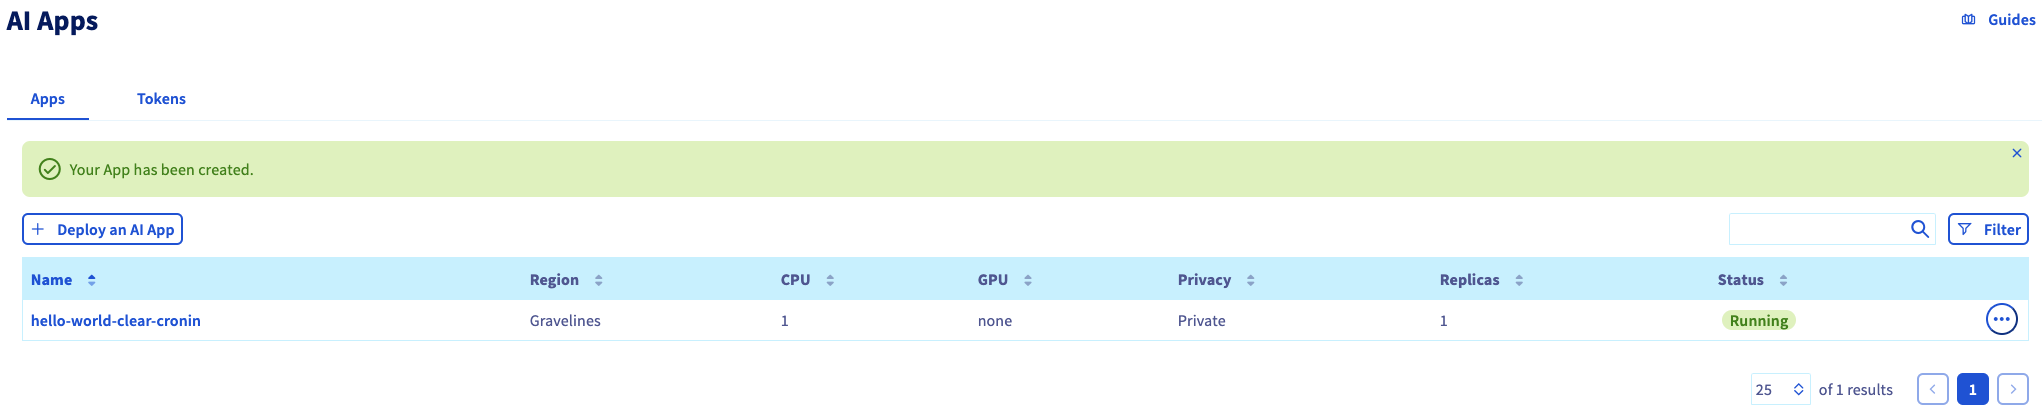 AI Apps
Guides
Apps Tokens
Your App has been created.
Deploy an AI App
Filter
Name Region CPU GPU Privacy Replicas Status
hello-world-clear-cronin Gravelines 1 none Private 1 Running
25 of 1 results 1